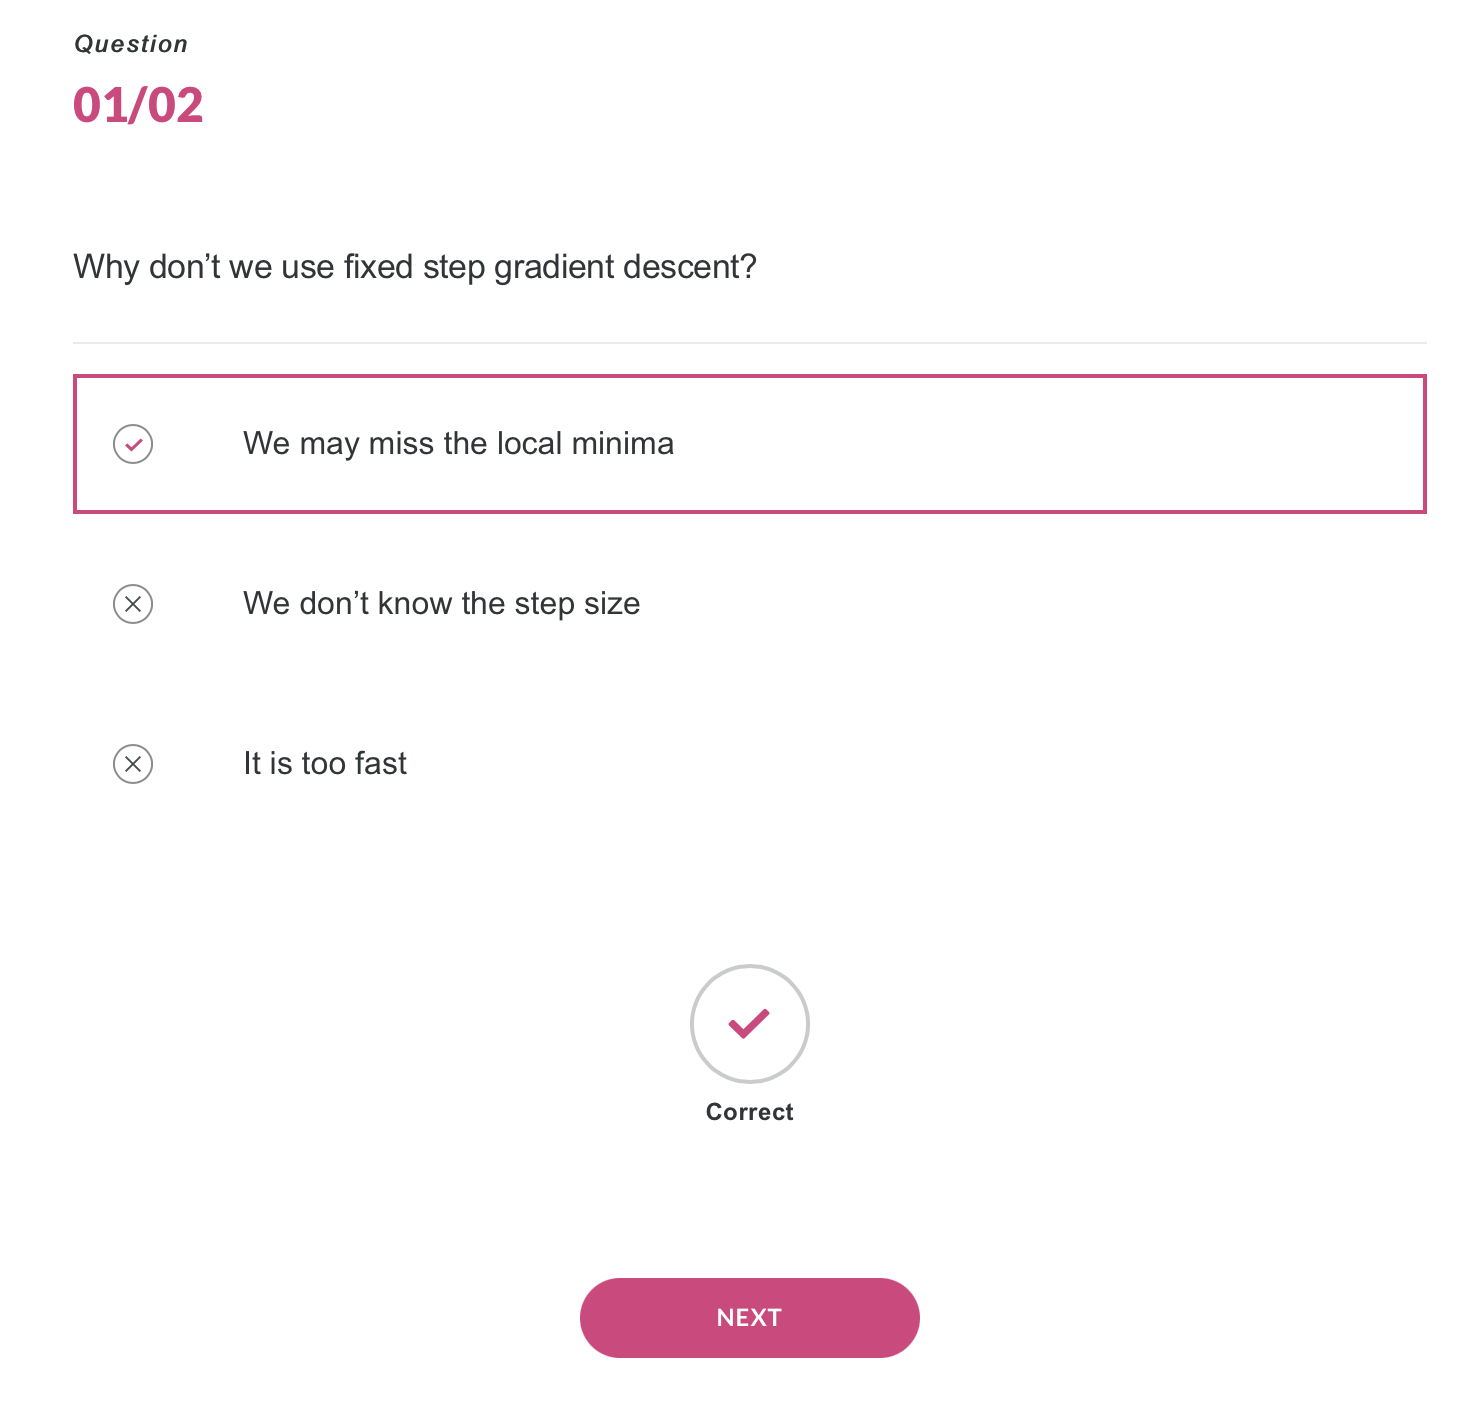 Question
01/02
Why don’t we use fixed step gradient descent?
We may miss the local minima
We don’t know the step size
It is too fast
Correct
NEXT